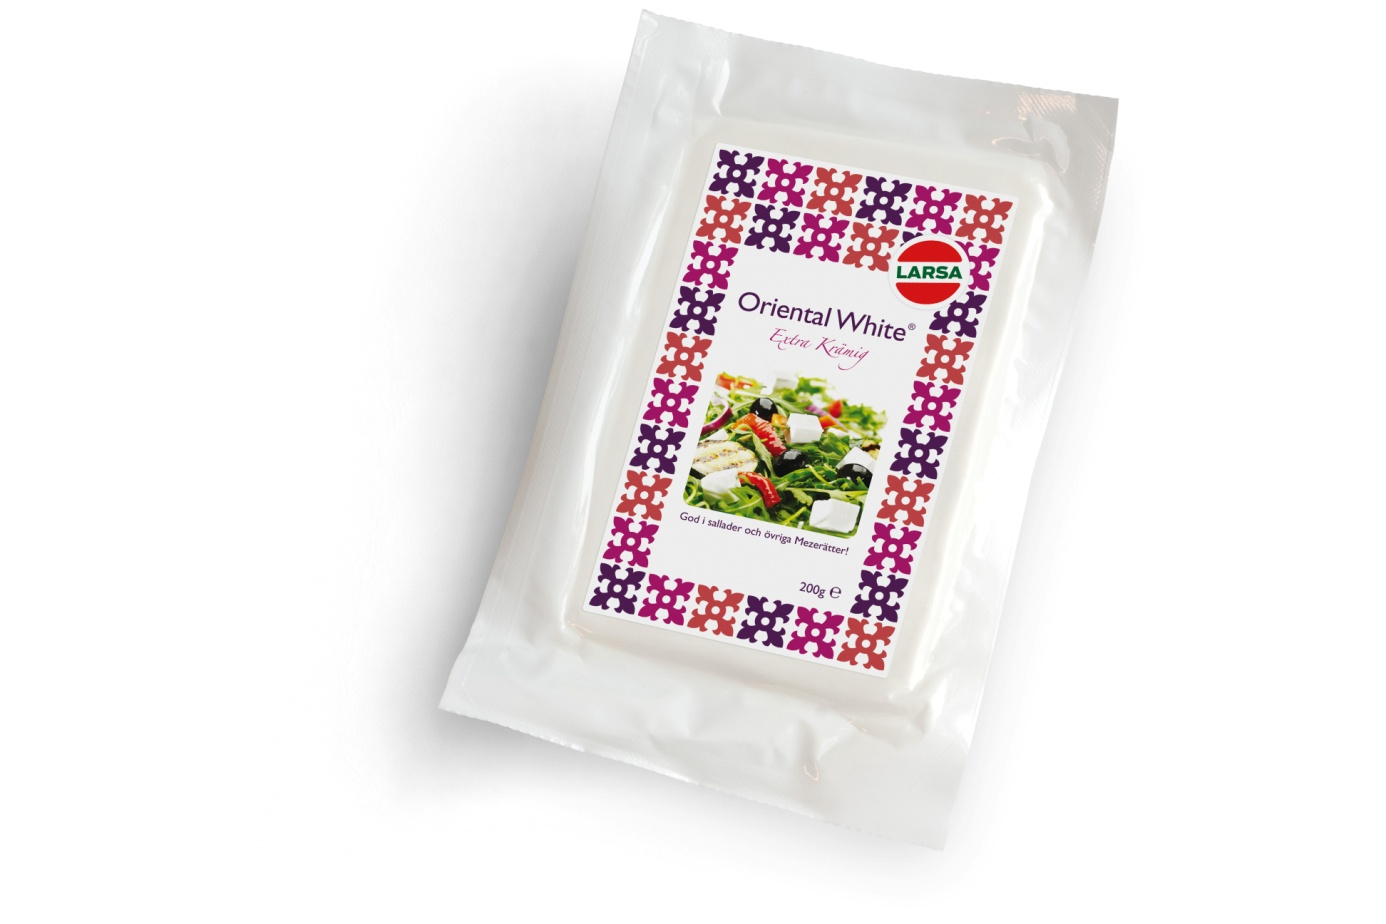 LARSA
Oriental White®
Extra Krämig
God i sallader och övriga Mezerätter!
200g ℮